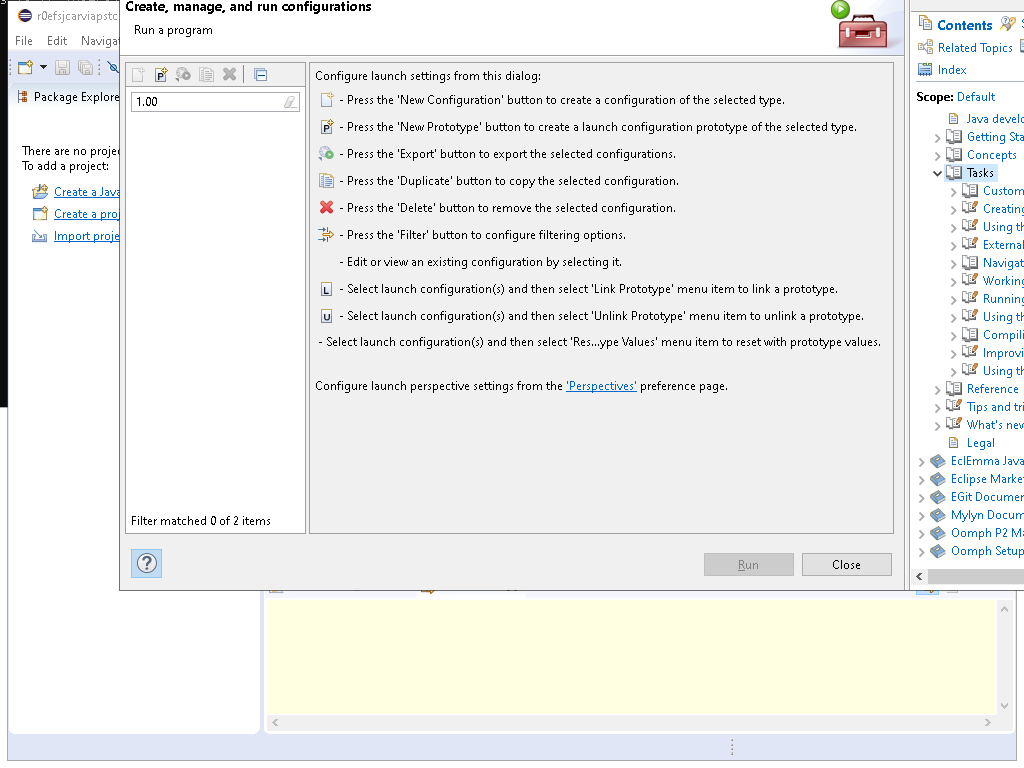 r0efsjcarviapstc
File Edit Naviga
Package Explore
There are no proje
To add a project:
Create a Java
Create a proj
Import proje
Create, manage, and run configurations
Run a program
1.00
Filter matched 0 of 2 items
Configure launch settings from this dialog:
- Press the 'New Configuration' button to create a configuration of the selected type.
- Press the 'New Prototype' button to create a launch configuration prototype of the selected type.
- Press the 'Export' button to export the selected configurations.
- Press the 'Duplicate' button to copy the selected configuration.
- Press the 'Delete' button to remove the selected configuration.
- Press the 'Filter' button to configure filtering options.
- Edit or view an existing configuration by selecting it.
L - Select launch configuration(s) and then select 'Link Prototype' menu item to link a prototype.
U - Select launch configuration(s) and then select 'Unlink Prototype' menu item to unlink a prototype.
- Select launch configuration(s) and then select 'Res...ype Values' menu item to reset with prototype values.
Configure launch perspective settings from the 'Perspectives' preference page.
Run Close
Contents
Related Topics
Index
Scope: Default
Java develo
Getting Sta
Concepts
Tasks
Custom
Creating
Using th
External
Navigat
Working
Running
Using th
Compili
Improvi
Using th
Reference
Tips and tri
What's new
Legal
EclEmma Java
Eclipse Marke
EGit Documen
Mylyn Docum
Oomph P2 Ma
Oomph Setup